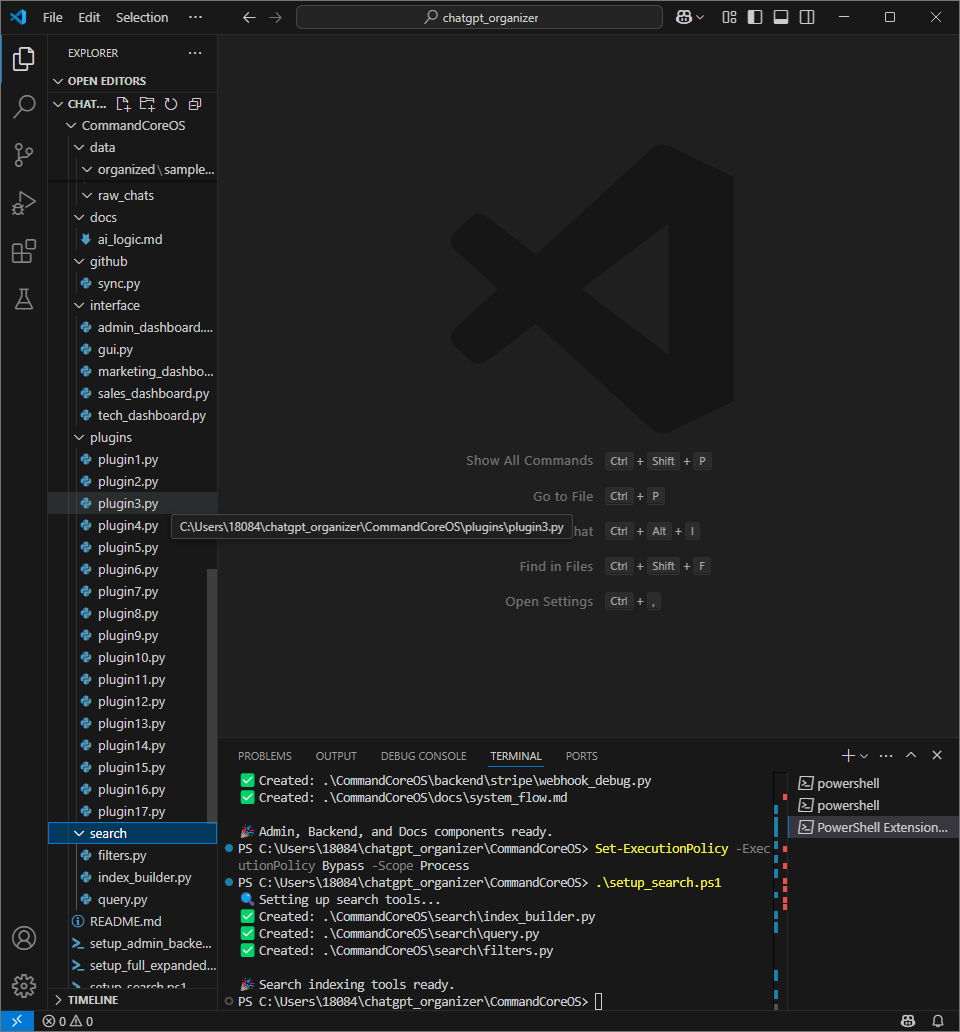 File Edit Selection ···
chatgpt_organizer
EXPLORER ···
OPEN EDITORS
CHAT...
CommandCoreOS
data
organized\sample...
raw_chats
docs
ai_logic.md
github
sync.py
interface
admin_dashboard....
gui.py
marketing_dashbo...
sales_dashboard.py
tech_dashboard.py
plugins
plugin1.py
plugin2.py
plugin3.py
plugin4.py
plugin5.py
plugin6.py
plugin7.py
plugin8.py
plugin9.py
plugin10.py
plugin11.py
plugin12.py
plugin13.py
plugin14.py
plugin15.py
plugin16.py
plugin17.py
search
filters.py
index_builder.py
query.py
README.md
setup_admin_backe...
setup_full_expanded...
setup_search.ps1
TIMELINE
Show All Commands Ctrl + Shift + P
Go to File Ctrl + P
C:\Users\18084\chatgpt_organizer\CommandCoreOS\plugins\plugin3.py
hat Ctrl + Alt + I
Find in Files Ctrl + Shift + F
Open Settings Ctrl + ,
PROBLEMS OUTPUT DEBUG CONSOLE TERMINAL PORTS
✅ Created: .\CommandCoreOS\backend\stripe\webhook_debug.py
✅ Created: .\CommandCoreOS\docs\system_flow.md
🎉 Admin, Backend, and Docs components ready.
PS C:\Users\18084\chatgpt_organizer\CommandCoreOS> Set-ExecutionPolicy -Exec
utionPolicy Bypass -Scope Process
PS C:\Users\18084\chatgpt_organizer\CommandCoreOS> .\setup_search.ps1
🔍 Setting up search tools...
✅ Created: .\CommandCoreOS\search\index_builder.py
✅ Created: .\CommandCoreOS\search\query.py
✅ Created: .\CommandCoreOS\search\filters.py
🎉 Search indexing tools ready.
PS C:\Users\18084\chatgpt_organizer\CommandCoreOS>
powershell
powershell
PowerShell Extension...
0 0